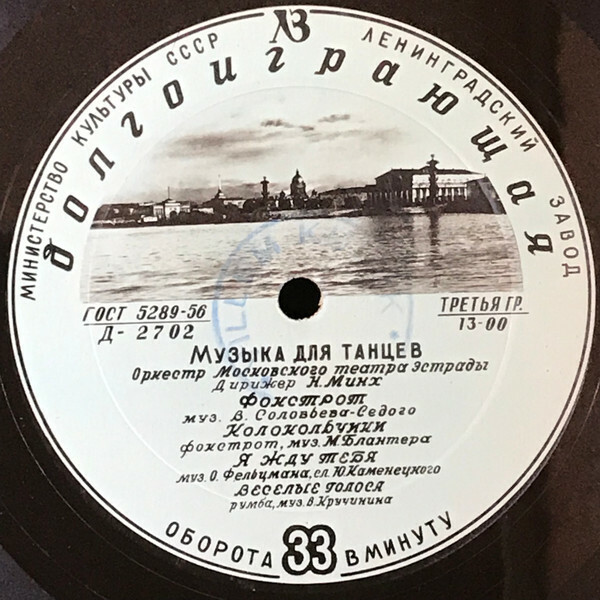 МИНИСТЕРСТВО КУЛЬТУРЫ СССР ЛЗ ЛЕНИНГРАДСКИЙ ЗАВОД
долгоиграющая
ГОСТ 5289-56
Д- 2702
ТРЕТЬЯ ГР.
13-00
МУЗЫКА ДЛЯ ТАНЦЕВ
Оркестр Московского театра эстрады
Дирижер Н. Минх
ФОКСТРОТ
муз. В. Соловьева-Седого
КОЛОКОЛЬЧИКИ
фокстрот, муз. М. Блантера
Я ЖДУ ТЕБЯ
муз. О. Фельцмана, сл. Ю. Каменецкого
ВЕСЕЛЫЕ ГОЛОСА
румба, муз. В. Кручинина
33 ОБОРОТА В МИНУТУ